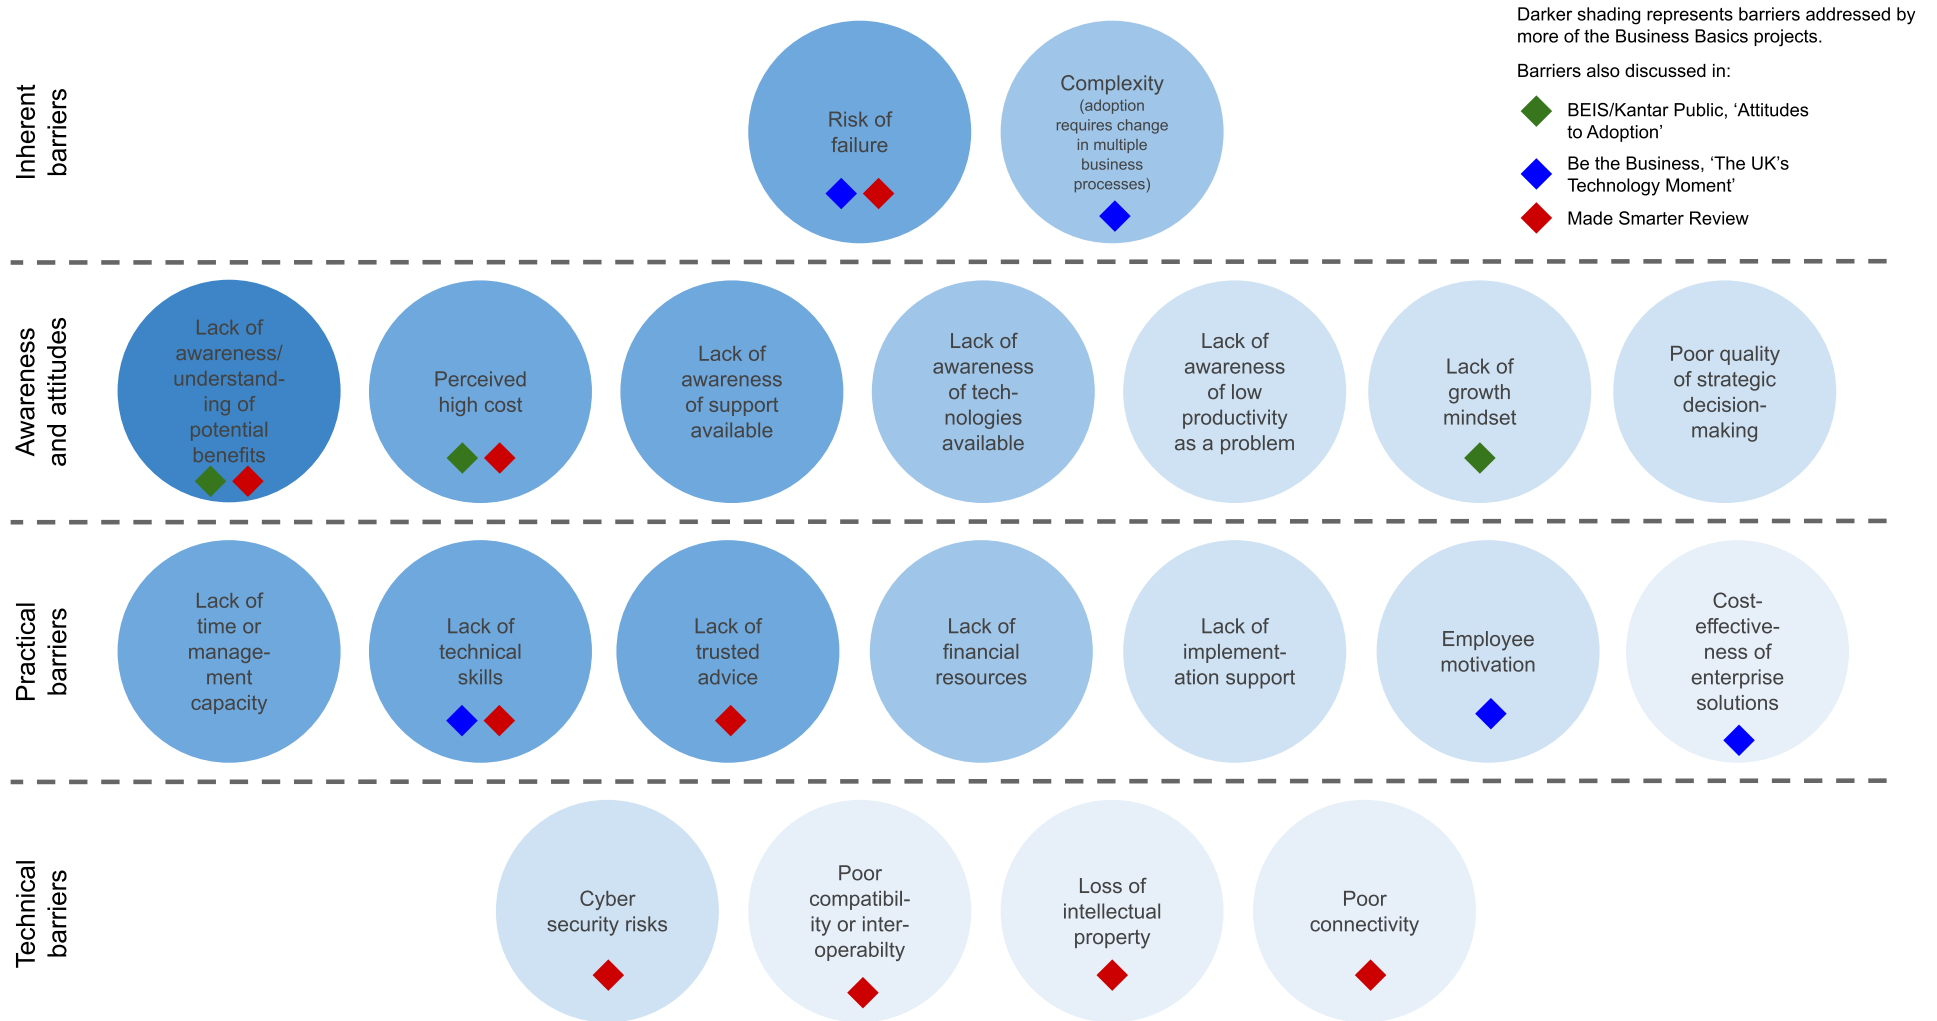 Darker shading represents barriers addressed by
more of the Business Basics projects.
Barriers also discussed in:
BEIS/Kantar Public, ‘Attitudes
to Adoption’
Be the Business, ‘The UK’s
Technology Moment’
Made Smarter Review
Inherent
barriers
Risk of
failure
Complexity
(adoption
requires change
in multiple
business
processes)
Awareness
and attitudes
Lack of
awareness/
understand-
ing of
potential
benefits
Perceived
high cost
Lack of
awareness
of support
available
Lack of
awareness
of tech-
nologies
available
Lack of
awareness
of low
productivity
as a problem
Lack of
growth
mindset
Poor quality
of strategic
decision-
making
Practical
barriers
Lack of
time or
manage-
ment
capacity
Lack of
technical
skills
Lack of
trusted
advice
Lack of
financial
resources
Lack of
implement-
ation support
Employee
motivation
Cost-
effective-
ness of
enterprise
solutions
Technical
barriers
Cyber
security risks
Poor
compatibil-
ity or inter-
operabilty
Loss of
intellectual
property
Poor
connectivity